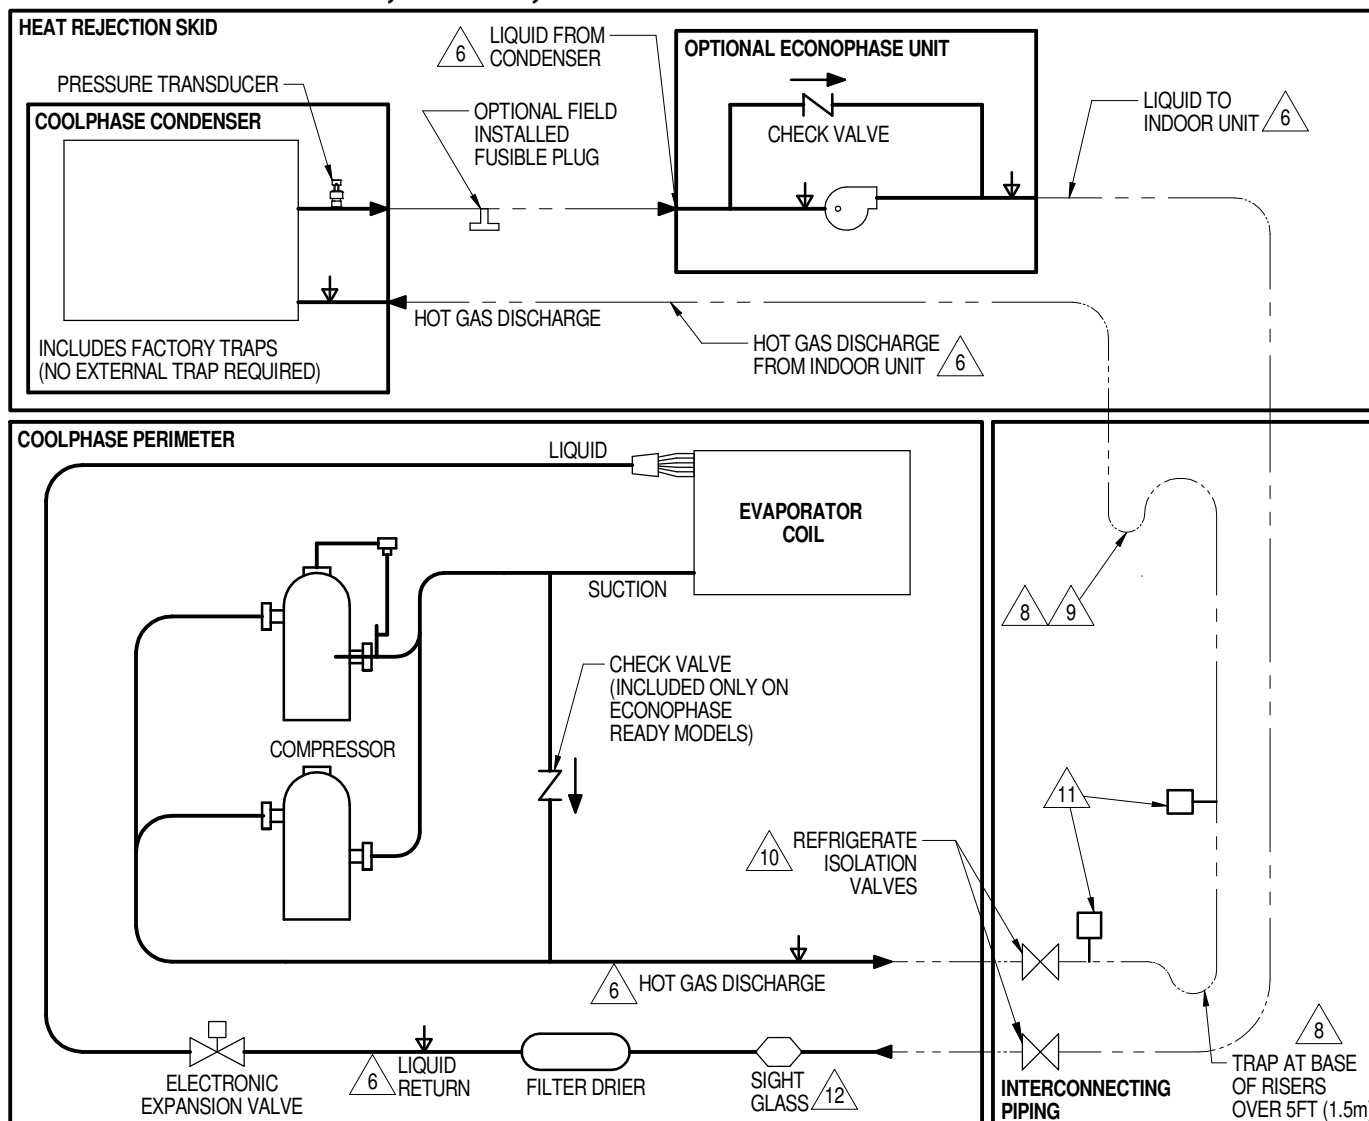 HEAT REJECTION SKID
6
LIQUID FROM
CONDENSER
OPTIONAL ECONOPHASE UNIT
PRESSURE TRANSDUCER
COOLPHASE CONDENSER
OPTIONAL FIELD
INSTALLED
FUSIBLE PLUG
CHECK VALVE
LIQUID TO
INDOOR UNIT
6
HOT GAS DISCHARGE
HOT GAS DISCHARGE
FROM INDOOR UNIT
6
INCLUDES FACTORY TRAPS
(NO EXTERNAL TRAP REQUIRED)
COOLPHASE PERIMETER
LIQUID
EVAPORATOR
COIL
SUCTION
8
9
CHECK VALVE
(INCLUDED ONLY ON
ECONOPHASE
READY MODELS)
COMPRESSOR
11
10
REFRIGERATE
ISOLATION
VALVES
6
HOT GAS DISCHARGE
ELECTRONIC
EXPANSION VALVE
6
LIQUID
RETURN
FILTER DRIER
SIGHT
GLASS
12
INTERCONNECTING
PIPING
8
TRAP AT BASE
OF RISERS
OVER 5FT (1.5m